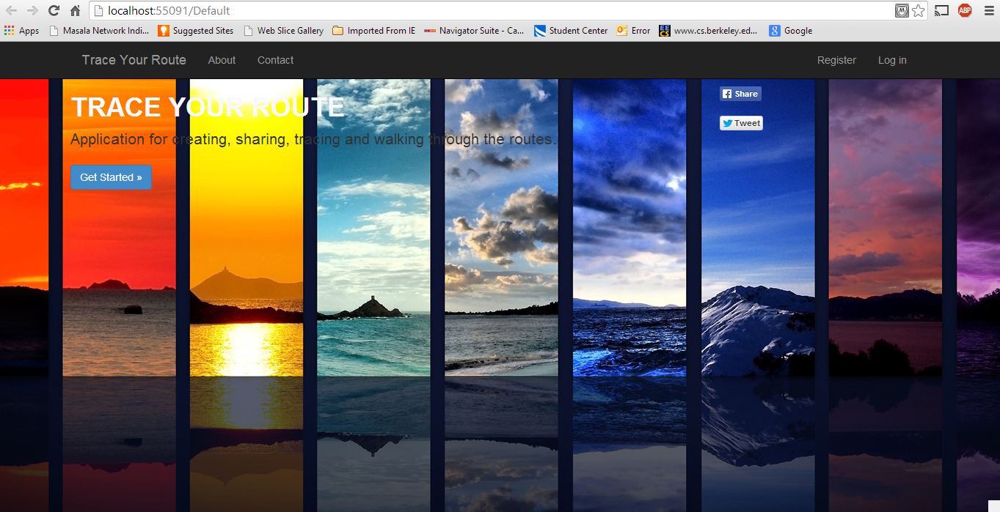 localhost:55091/Default
Apps Masala Network Indi... Suggested Sites Web Slice Gallery Imported From IE Navigator Suite - Ca... Student Center Error www.cs.berkeley.ed... Google
Trace Your Route About Contact Register Log in
TRACE YOUR ROUTE
Application for creating, sharing, tracing and walking through the routes.
Get Started »
Share
Tweet